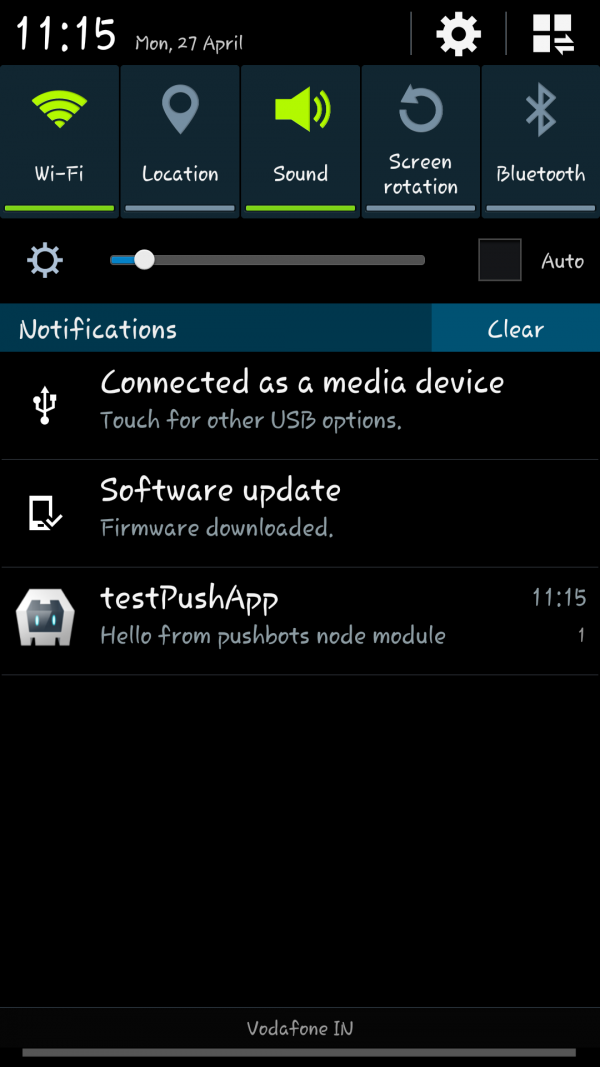 11:15 Mon, 27 April
Wi-Fi
Location
Sound
Screen
rotation
Bluetooth
Auto
Notifications
Clear
Connected as a media device
Touch for other USB options.
Software update
Firmware downloaded.
testPushApp 11:15
Hello from pushbots node module 1
Vodafone IN